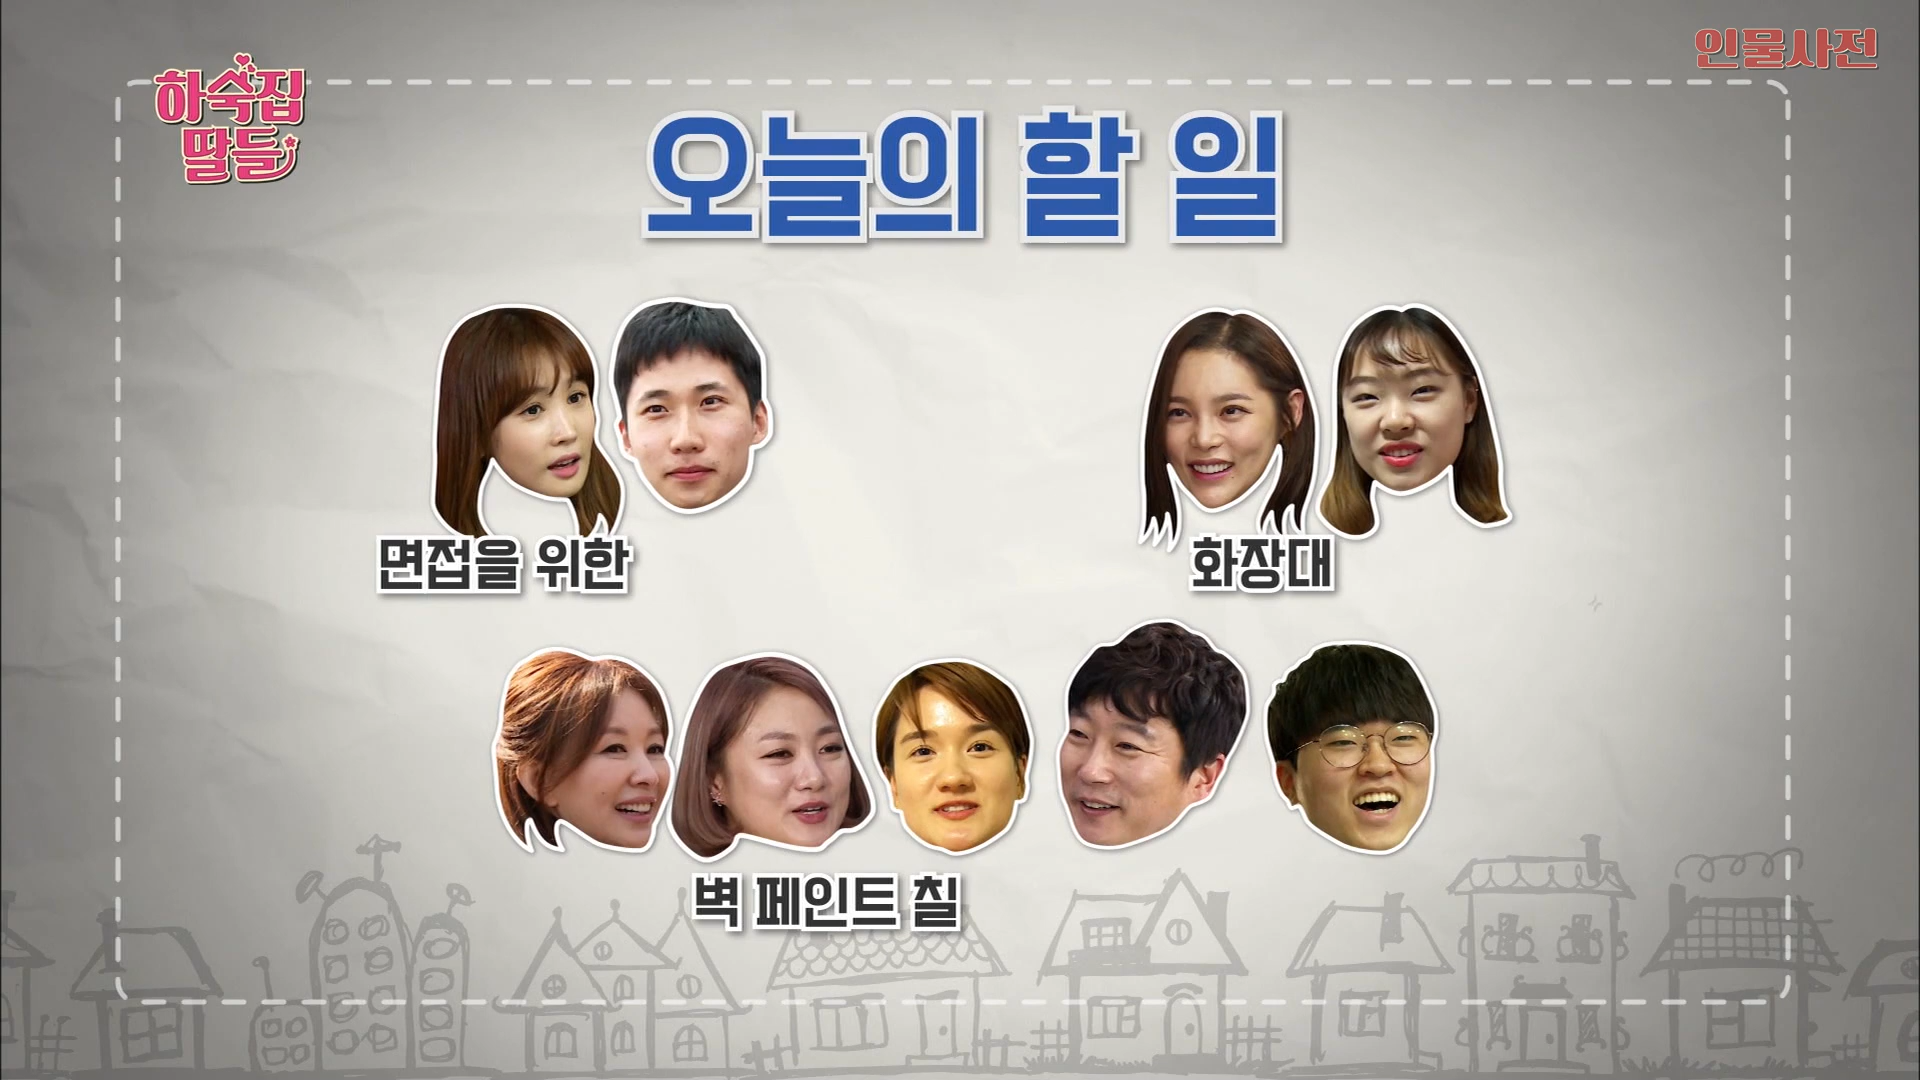 인물사전
하숙집
딸들
오늘의 할 일
면접을 위한
화장대
벽 페인트 칠